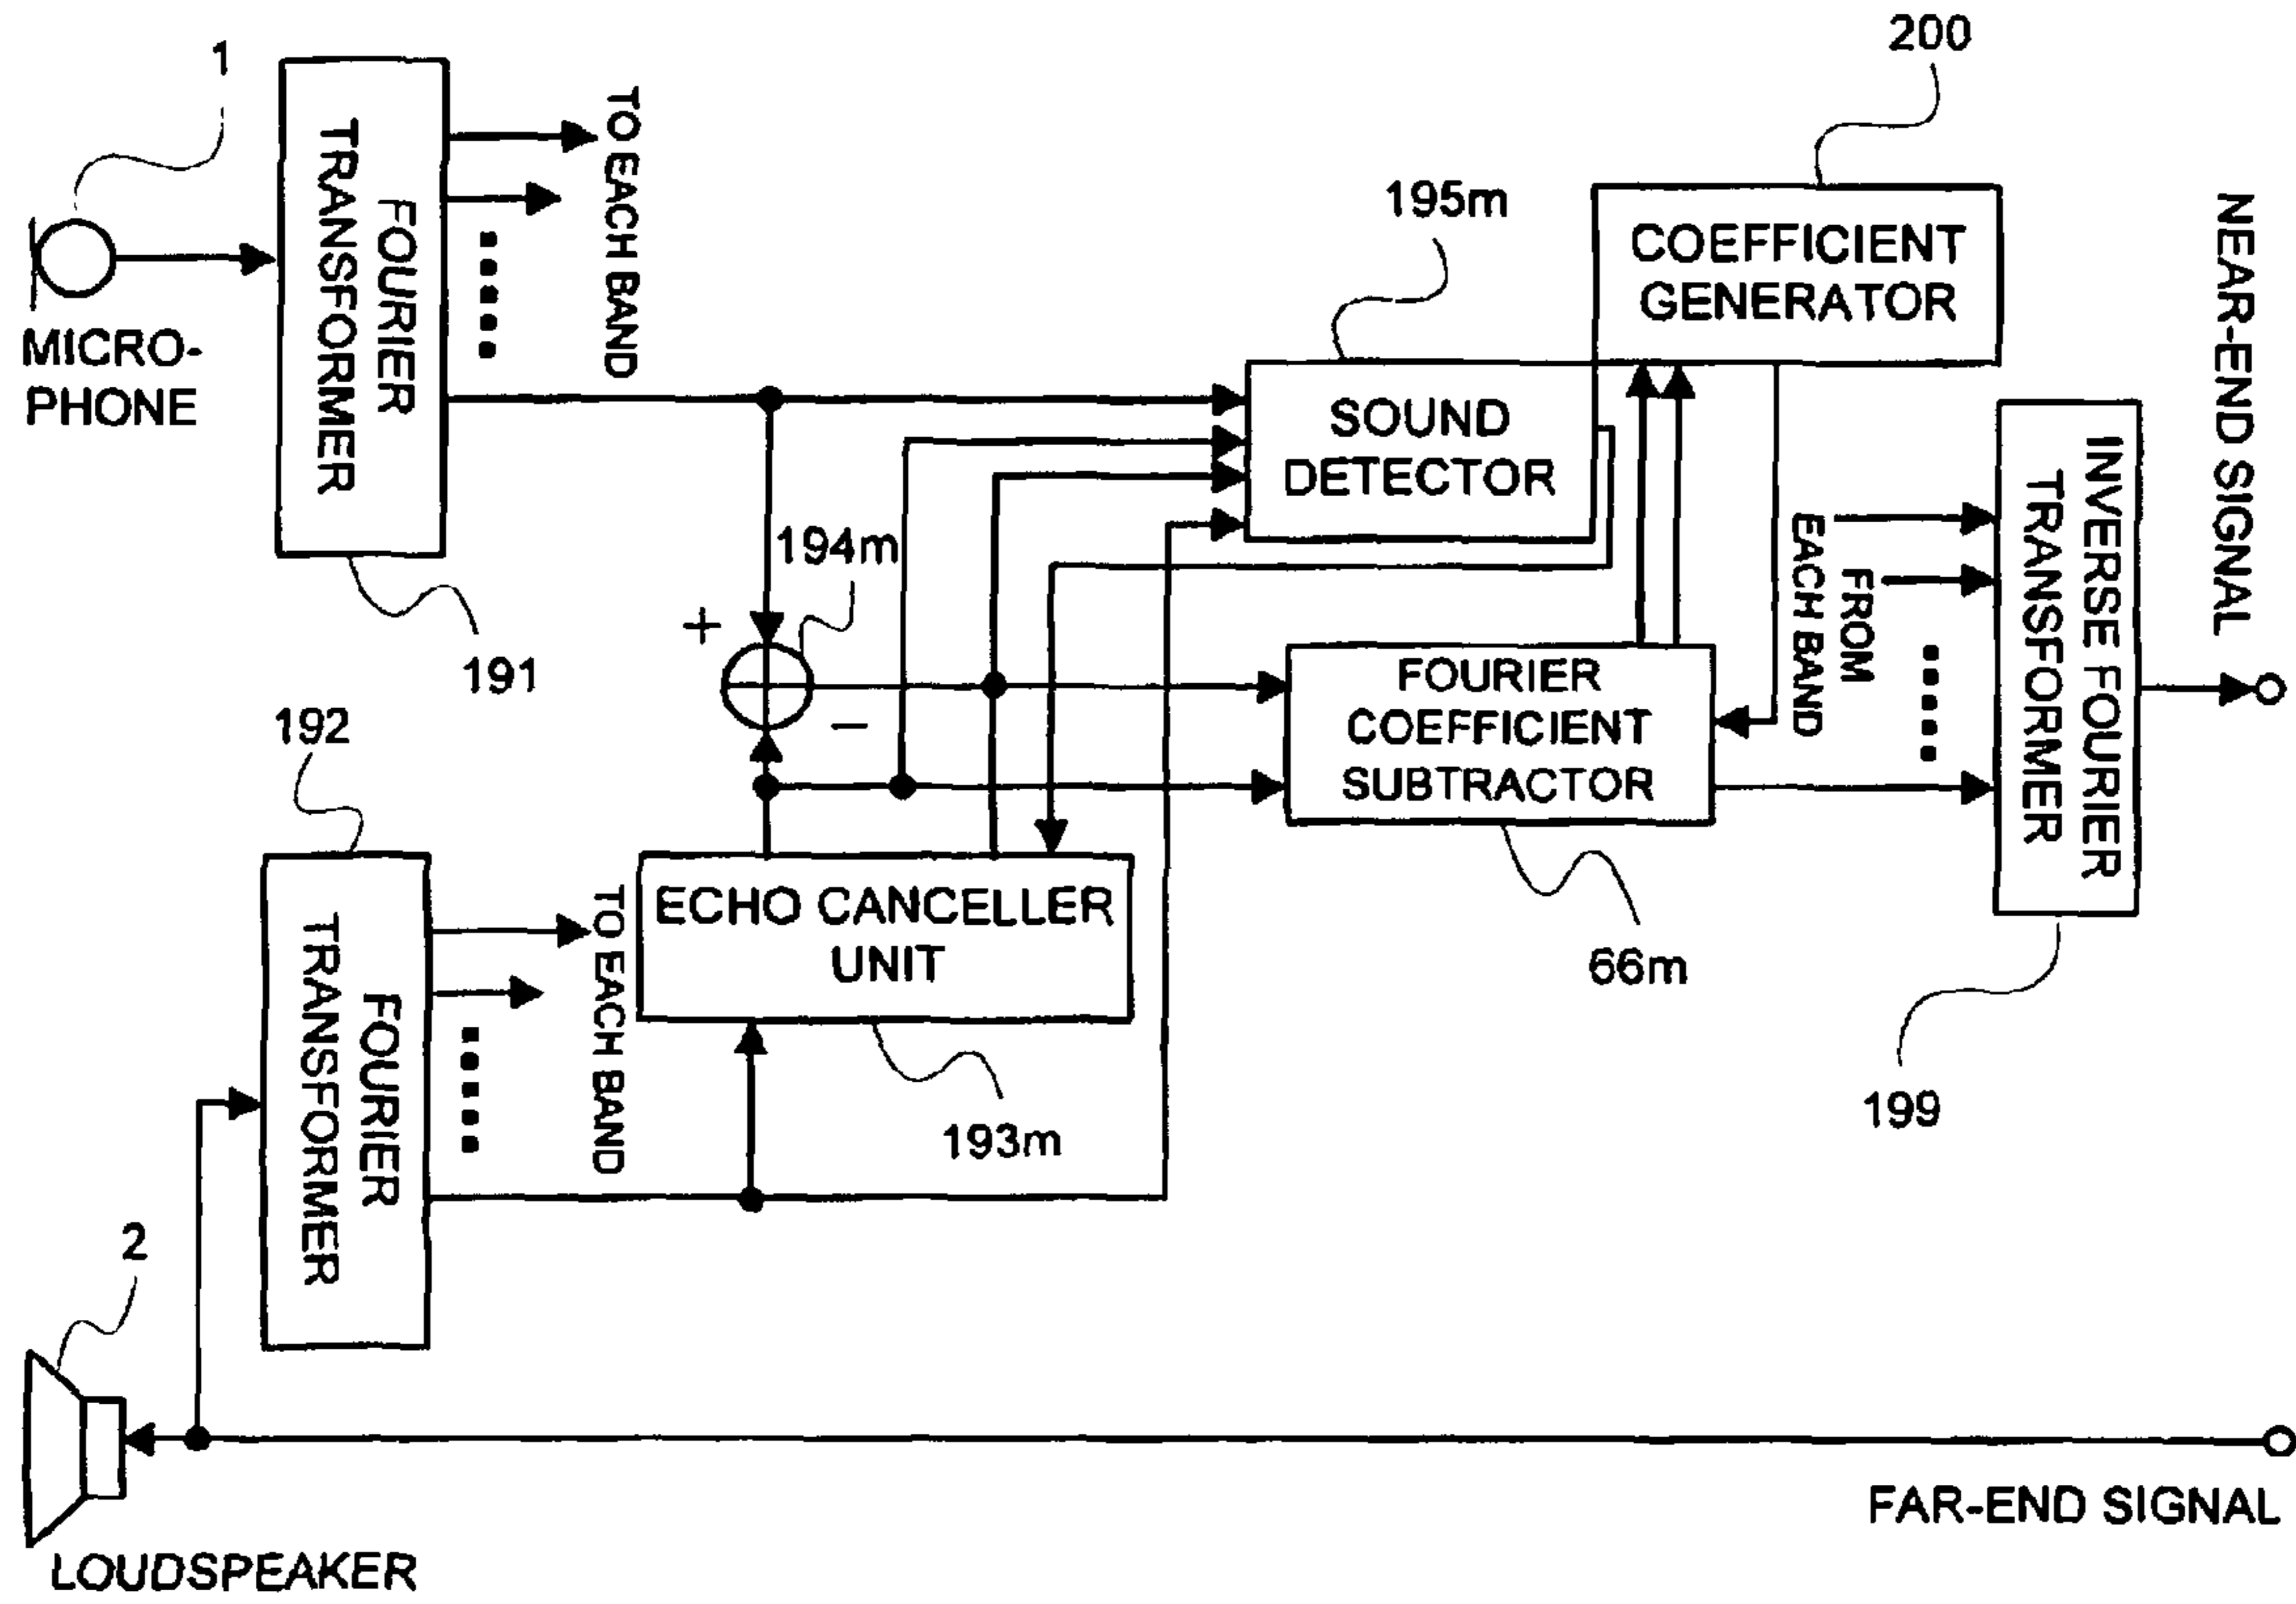 1
MICRO-
PHONE
FOURIER
TRANSFORMER
191
TO EACH BAND
200
COEFFICIENT
GENERATOR
195m
SOUND
DETECTOR
194m
+
−
FOURIER
COEFFICIENT
SUBTRACTOR
66m
FROM
EACH BAND
INVERSE FOURIER
TRANSFORMER
199
NEAR-END SIGNAL
192
FOURIER
TRANSFORMER
TO EACH BAND
ECHO CANCELLER
UNIT
193m
2
LOUDSPEAKER
FAR-END SIGNAL